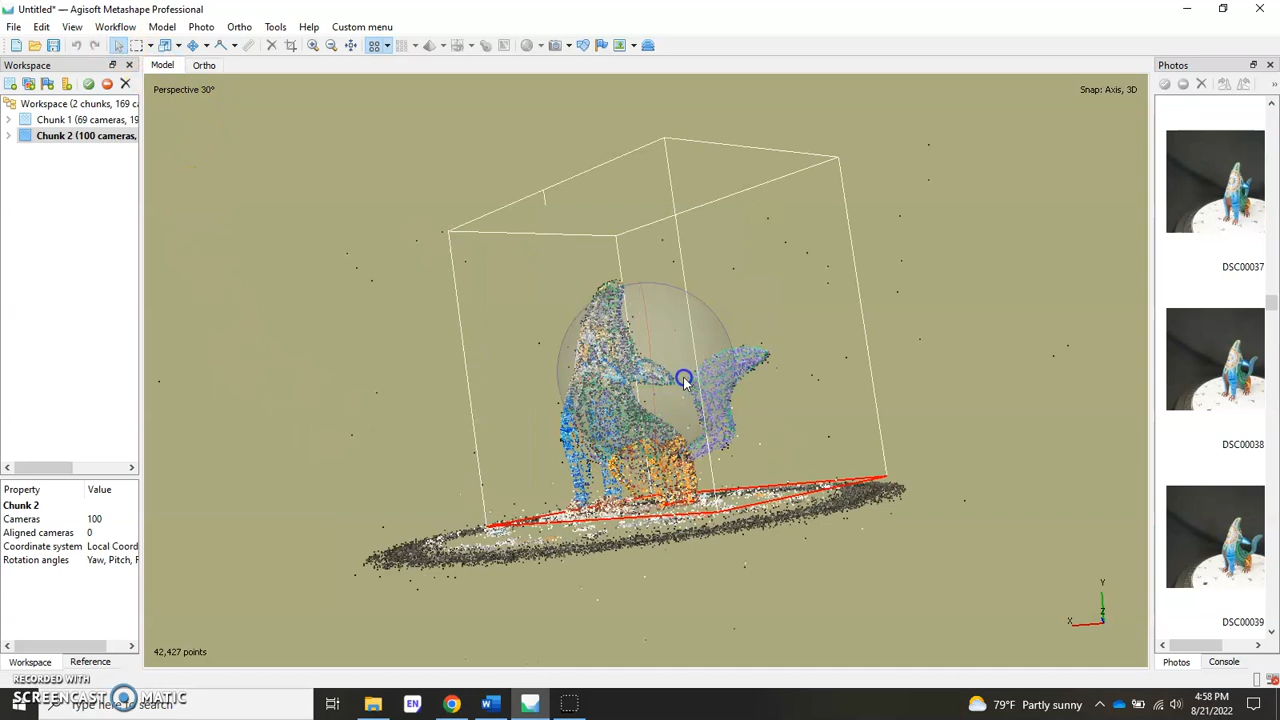 Untitled* — Agisoft Metashape Professional
File Edit View Workflow Model Photo Ortho Tools Help Custom menu
Workspace
Model Ortho
Photos
Perspective 30°
Snap: Axis, 3D
Workspace (2 chunks, 169 c
Chunk 1 (69 cameras, 19
Chunk 2 (100 cameras,
DSC00037
DSC00038
Property Value
Chunk 2
Cameras 100
Aligned cameras 0
Coordinate system Local Coord
Rotation angles Yaw, Pitch, R
Y
Z
X
DSC00039
42,427 points
Workspace Reference
Photos Console
RECORDED WITH
SCREENCAST MATIC
Type here to search
EN
79°F Partly sunny
4:58 PM
8/21/2022